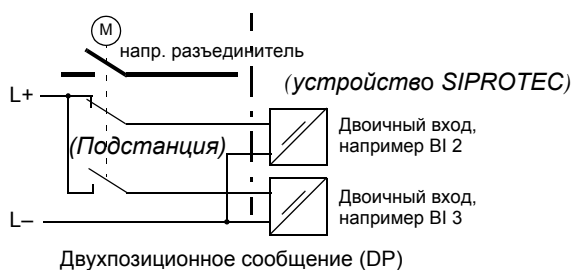 M
напр. разъединитель
(устройство SIPROTEC)
L+
Двоичный вход,
например BI 2
(Подстанция)
Двоичный вход,
например BI 3
L–
Двухпозиционное сообщение (DP)